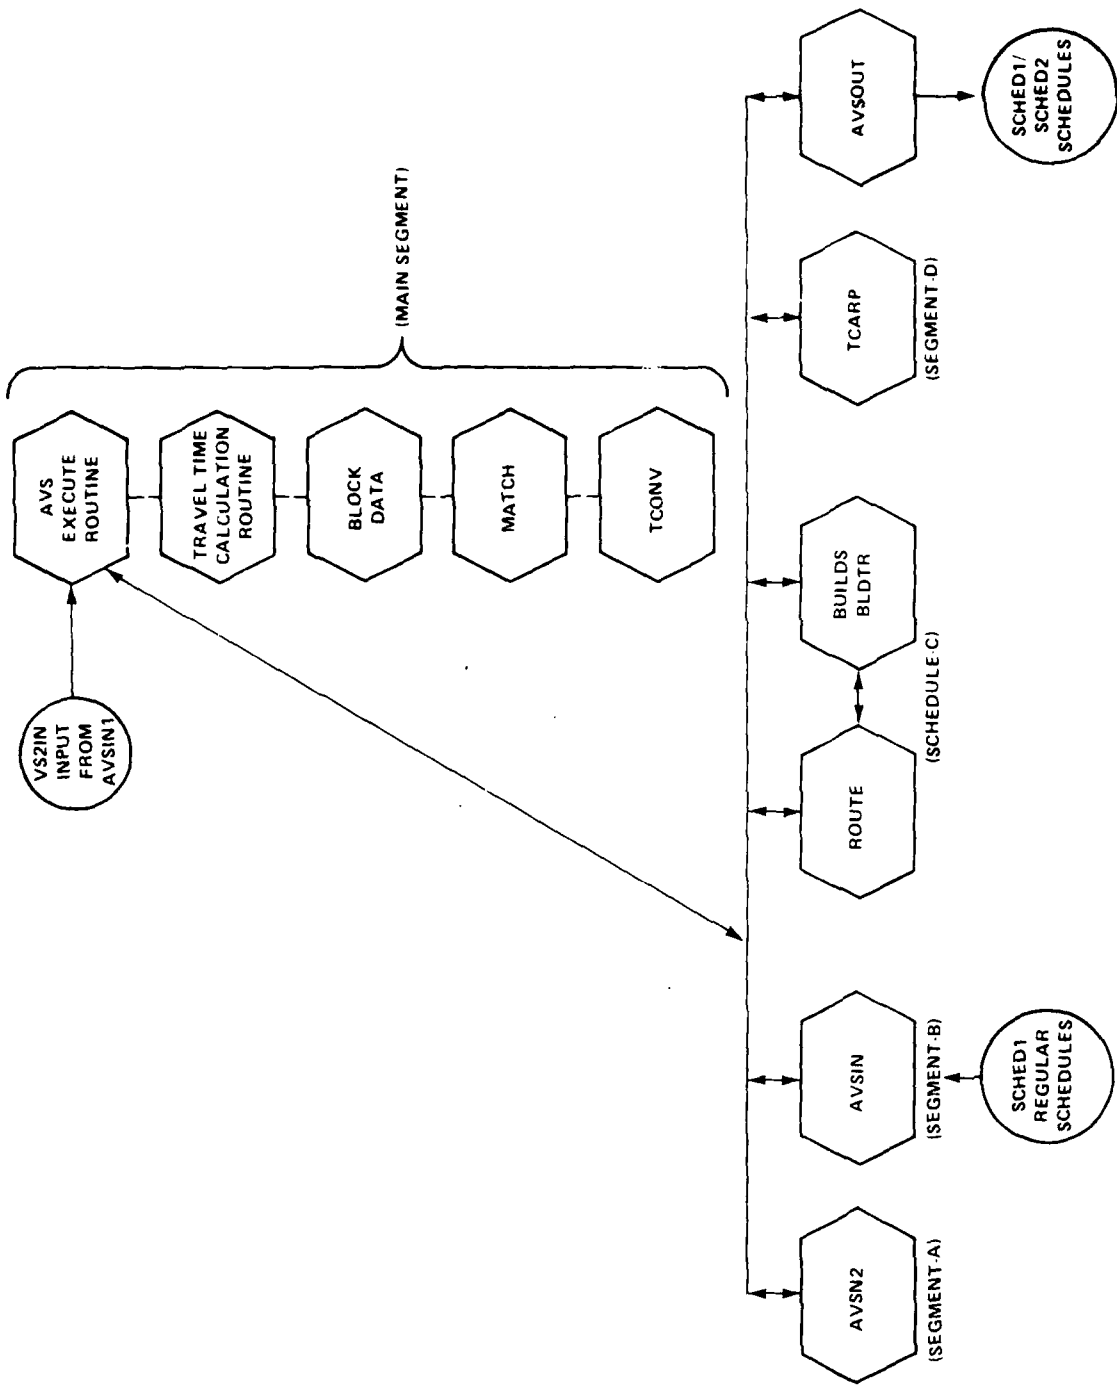 VS2IN
INPUT
FROM
AVSIN1
AVS
EXECUTE
ROUTINE
TRAVEL TIME
CALCULATION
ROUTINE
BLOCK
DATA
MATCH
TCONV
(MAIN SEGMENT)
AVSN2
(SEGMENT-A)
AVSIN
(SEGMENT-B)
SCHED1
REGULAR
SCHEDULES
ROUTE
BUILDS
BLDTR
(SCHEDULE-C)
TCARP
(SEGMENT-D)
AVSOUT
SCHED1/
SCHED2
SCHEDULES